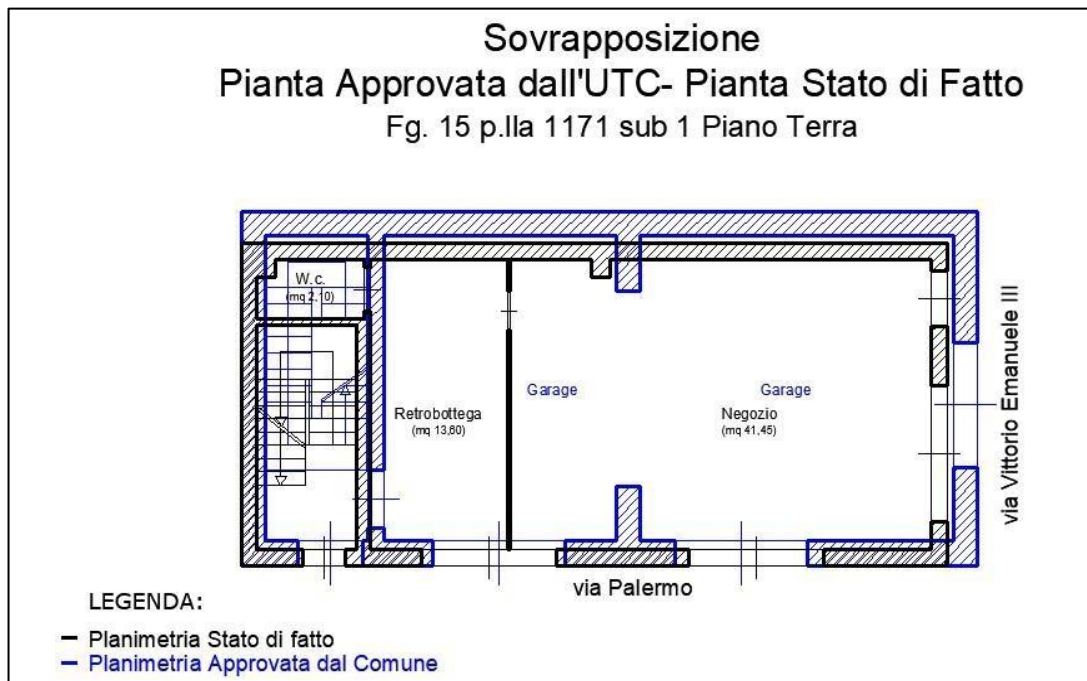 Sovrapposizione
Pianta Approvata dall'UTC- Pianta Stato di Fatto
Fg. 15 p.lla 1171 sub 1 Piano Terra
W.c.
(mq 2,10)
Garage
Garage
Retrobottega
(mq 13,60)
Negozio
(mq 41,45)
via Vittorio Emanuele III
via Palermo
LEGENDA:
Planimetria Stato di fatto
Planimetria Approvata dal Comune